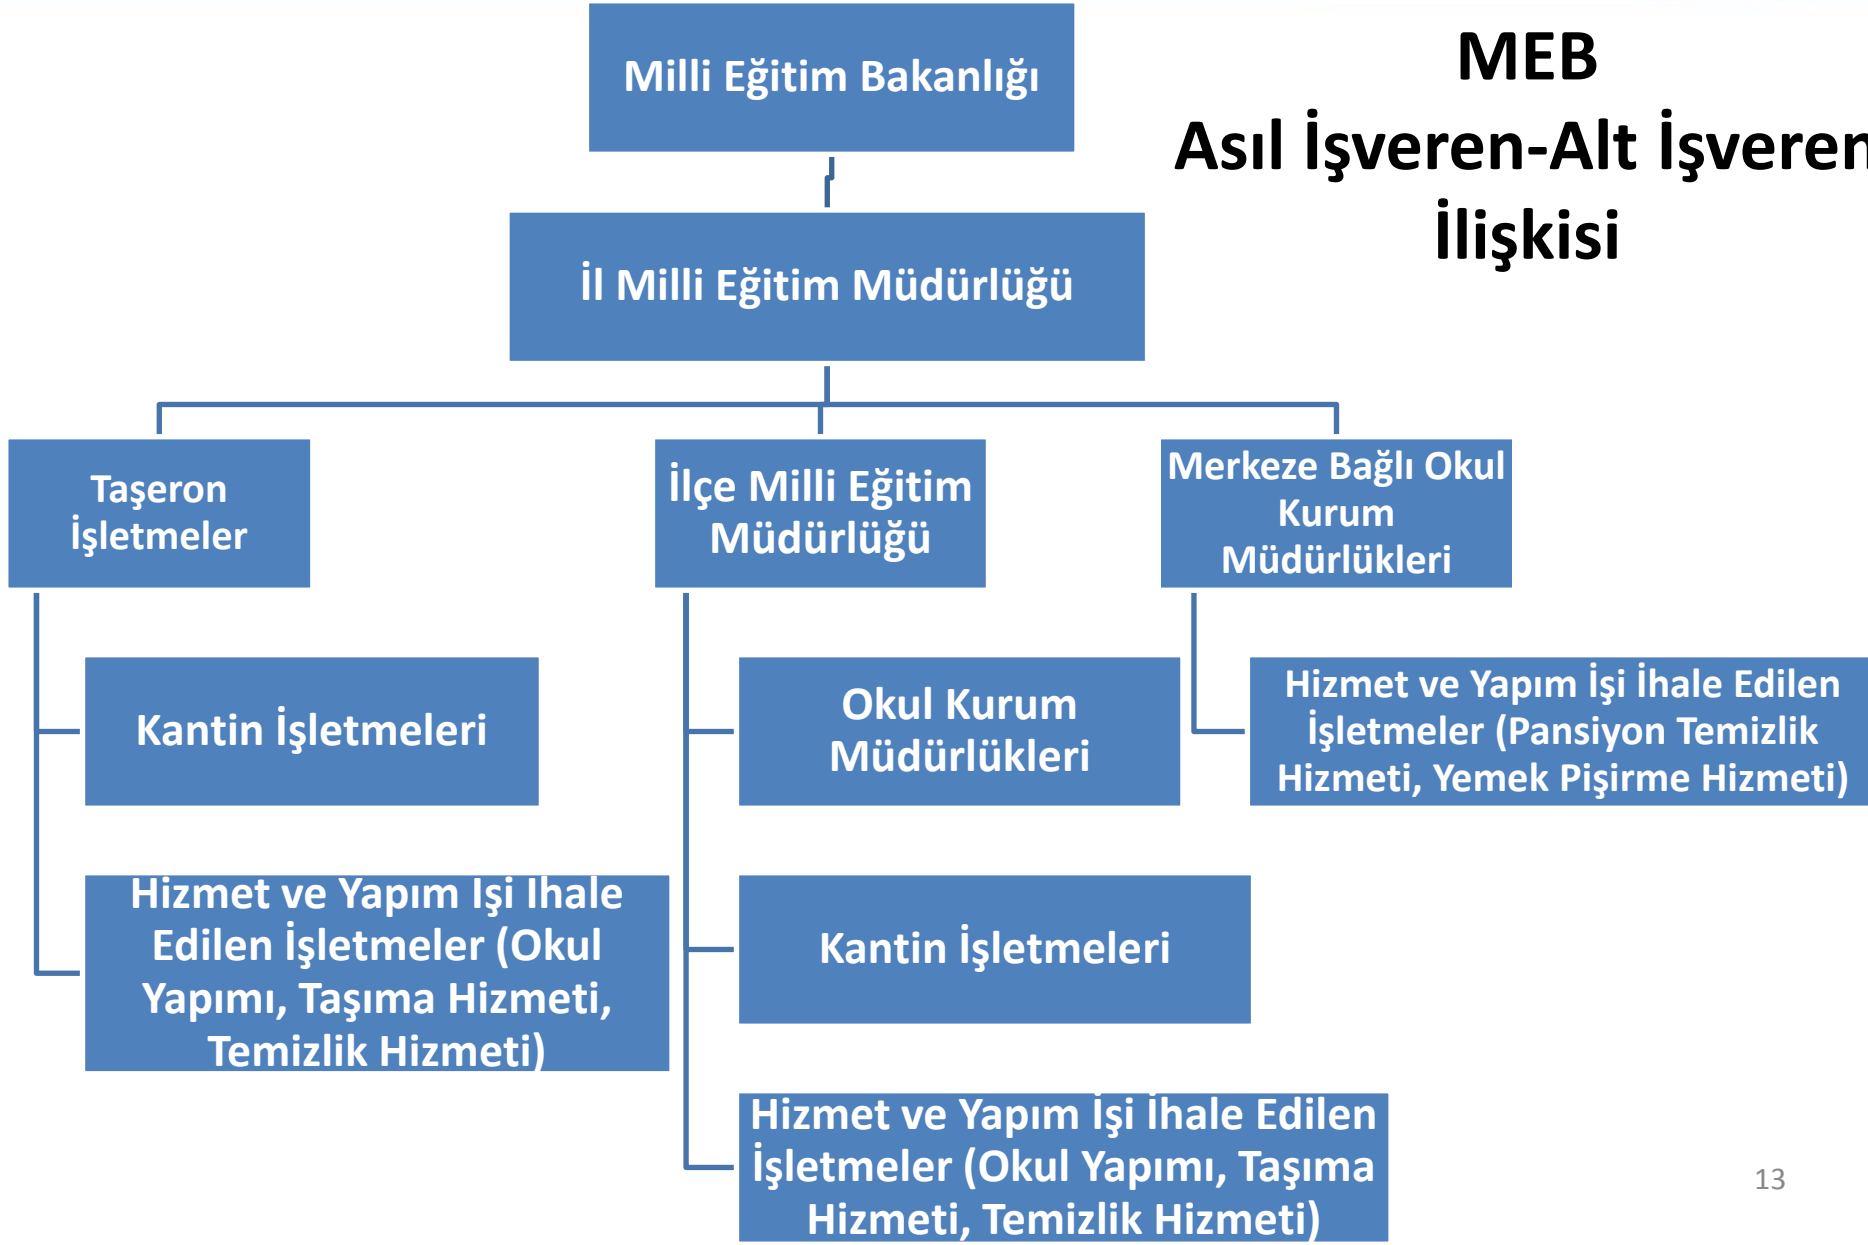 MEB
Asıl İşveren-Alt İşveren
İlişkisi
Milli Eğitim Bakanlığı
İl Milli Eğitim Müdürlüğü
Taşeron
İşletmeler
Kantin İşletmeleri
Hizmet ve Yapım İşi İhale
Edilen İşletmeler (Okul
Yapımı, Taşıma Hizmeti,
Temizlik Hizmeti)
İlçe Milli Eğitim
Müdürlüğü
Okul Kurum
Müdürlükleri
Kantin İşletmeleri
Hizmet ve Yapım İşi İhale Edilen
İşletmeler (Okul Yapımı, Taşıma
Hizmeti, Temizlik Hizmeti)
Merkeze Bağlı Okul
Kurum
Müdürlükleri
Hizmet ve Yapım İşi İhale Edilen
İşletmeler (Pansiyon Temizlik
Hizmeti, Yemek Pişirme Hizmeti)
13